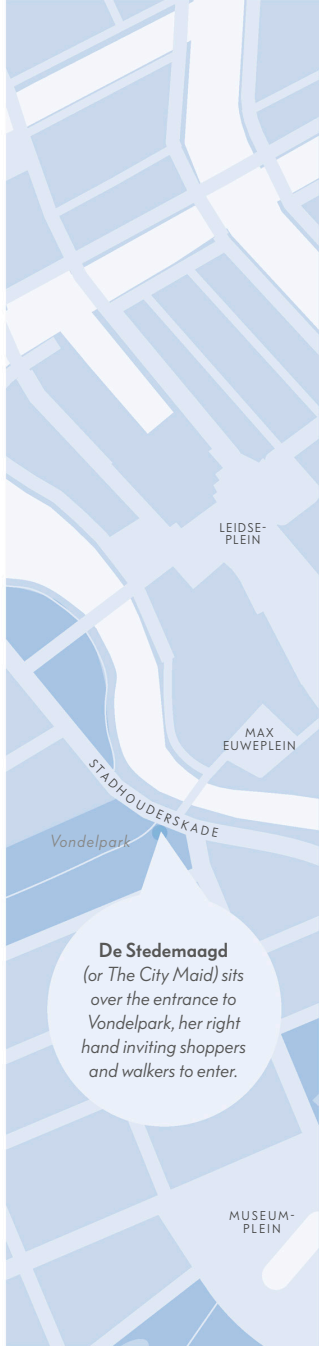 LEIDSE-
PLEIN
MAX
EUWEPLEIN
STADHOUDERSKADE
Vondelpark
De Stedemaagd
(or The City Maid) sits
over the entrance to
Vondelpark, her right
hand inviting shoppers
and walkers to enter.
MUSEUM-
PLEIN